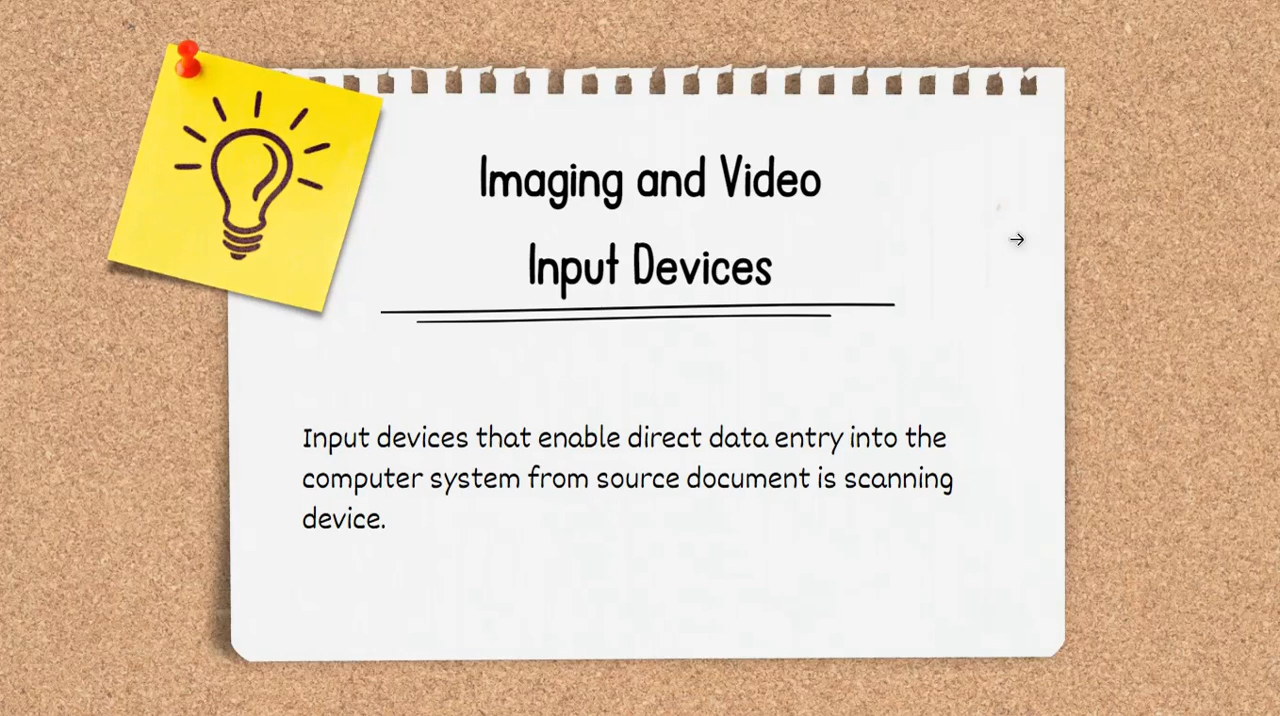 Imaging and Video
Input Devices
Input devices that enable direct data entry into the
computer system from source document is scanning
device.